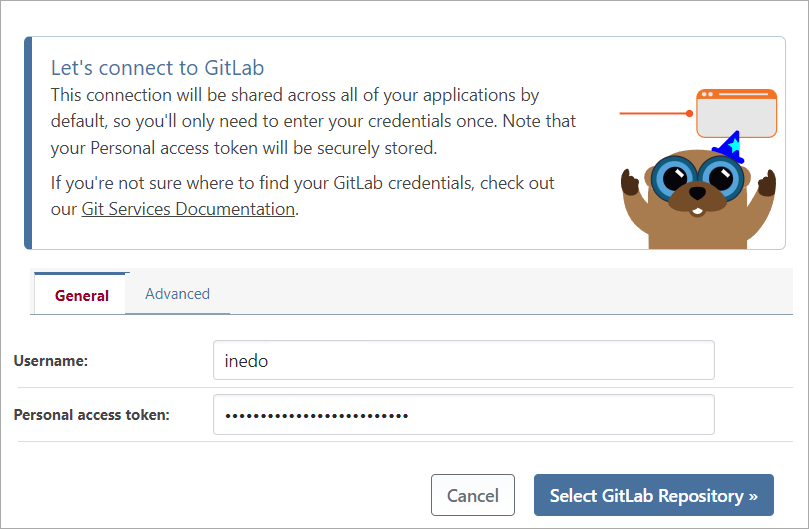 Let's connect to GitLab
This connection will be shared across all of your applications by
default, so you'll only need to enter your credentials once. Note that
your Personal access token will be securely stored.
If you're not sure where to find your GitLab credentials, check out
our Git Services Documentation.
General
Advanced
Username:
inedo
Personal access token:
••••••••••••••••••••••••••
Cancel
Select GitLab Repository »